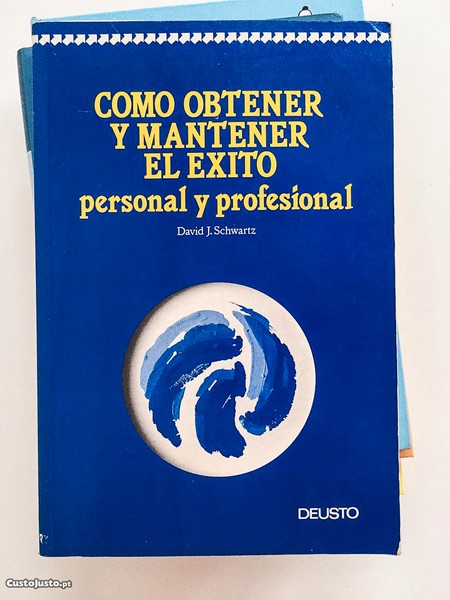 COMO OBTENER
Y MANTENER
EL EXITO
personal y profesional
David J. Schwartz
DEUSTO
CustoJusto.pt